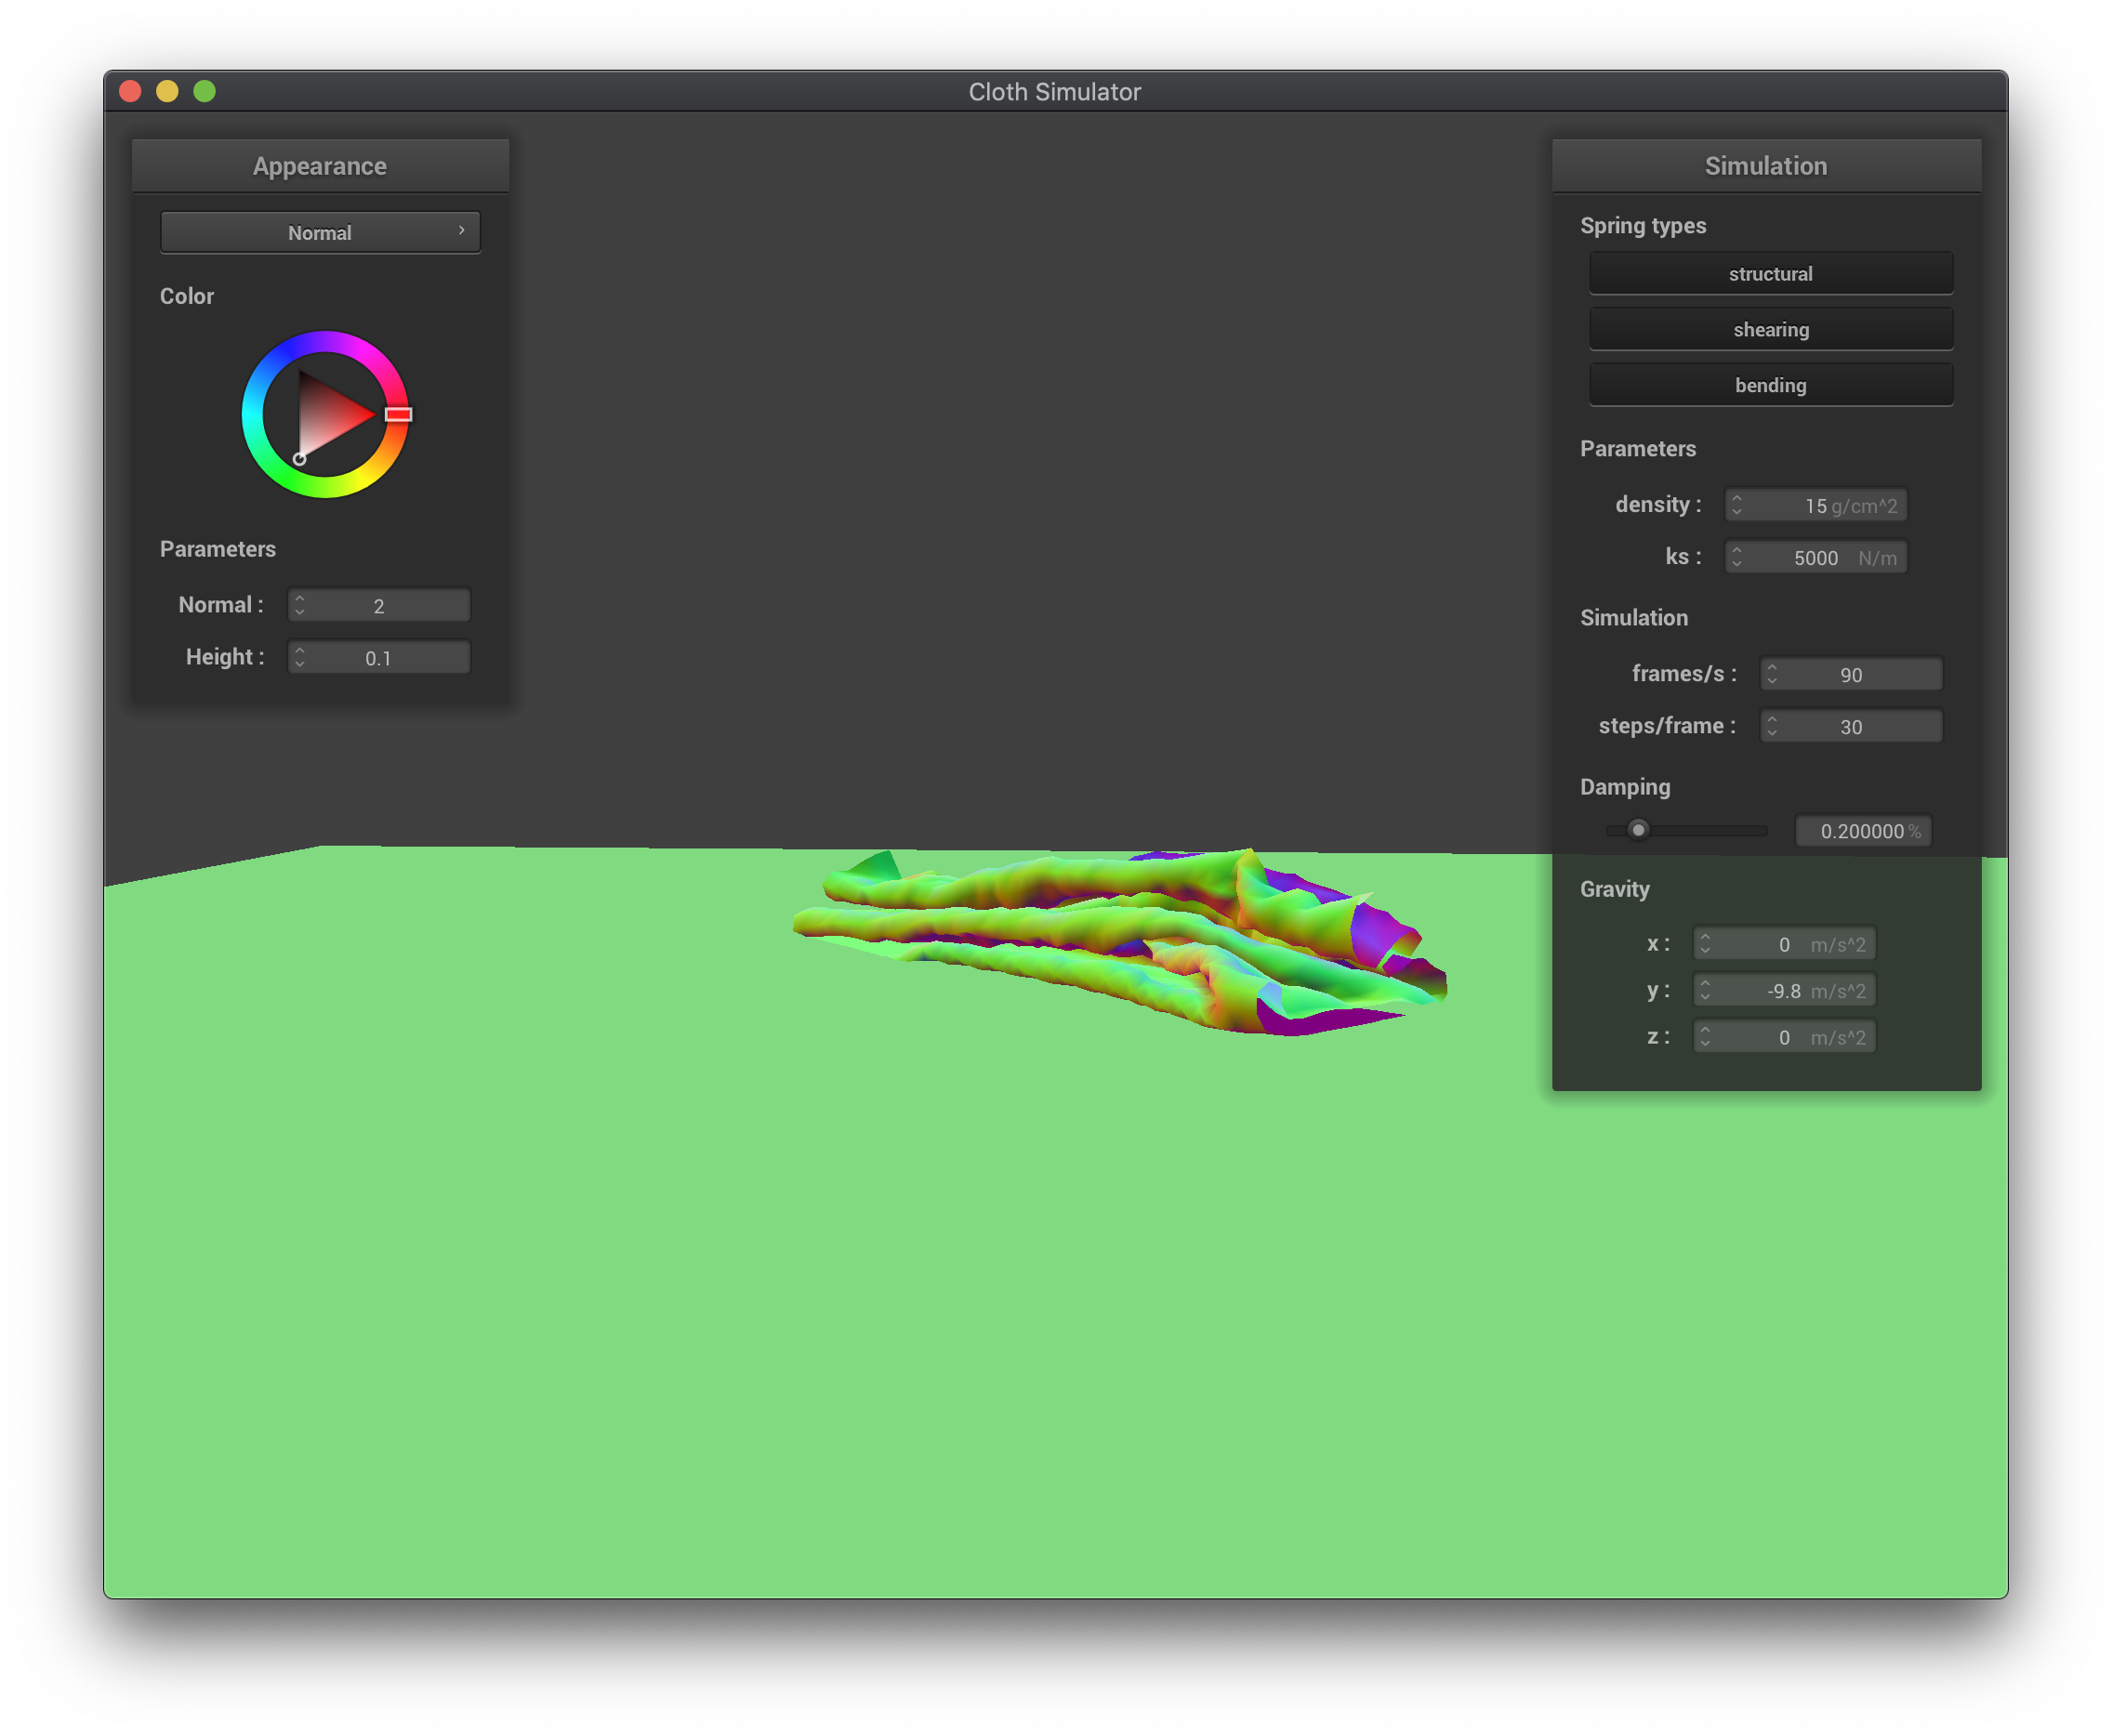 Cloth Simulator
Appearance
Normal
Color
Parameters
Normal : 2
Height : 0.1
Simulation
Spring types
structural
shearing
bending
Parameters
density : 15 g/cm^2
ks : 5000 N/m
Simulation
frames/s : 90
steps/frame : 30
Damping
0.200000 %
Gravity
x : 0 m/s^2
y : -9.8 m/s^2
z : 0 m/s^2